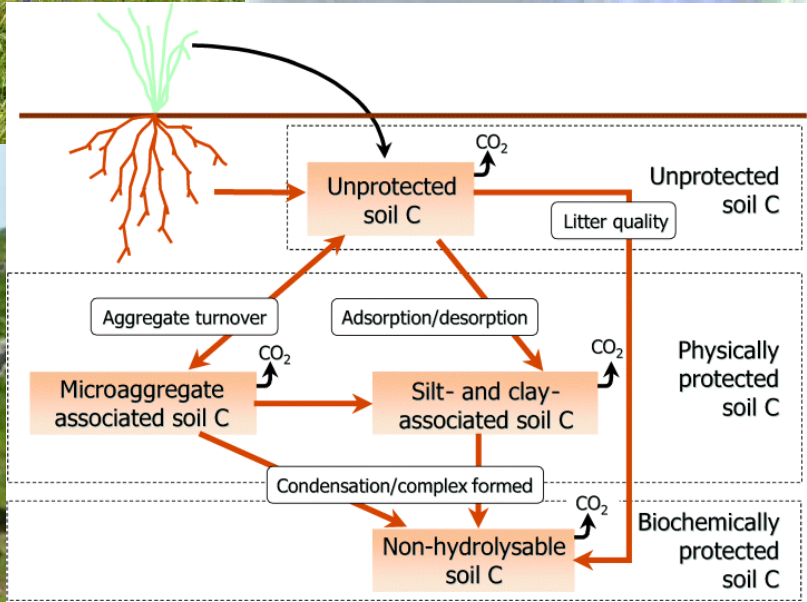 CO2
Unprotected
soil C
Unprotected
soil C
Litter quality
Aggregate turnover
Adsorption/desorption
CO2
CO2
Physically
protected
soil C
Microaggregate
associated soil C
Silt- and clay-
associated soil C
Condensation/complex formed
CO2
Biochemically
protected
soil C
Non-hydrolysable
soil C